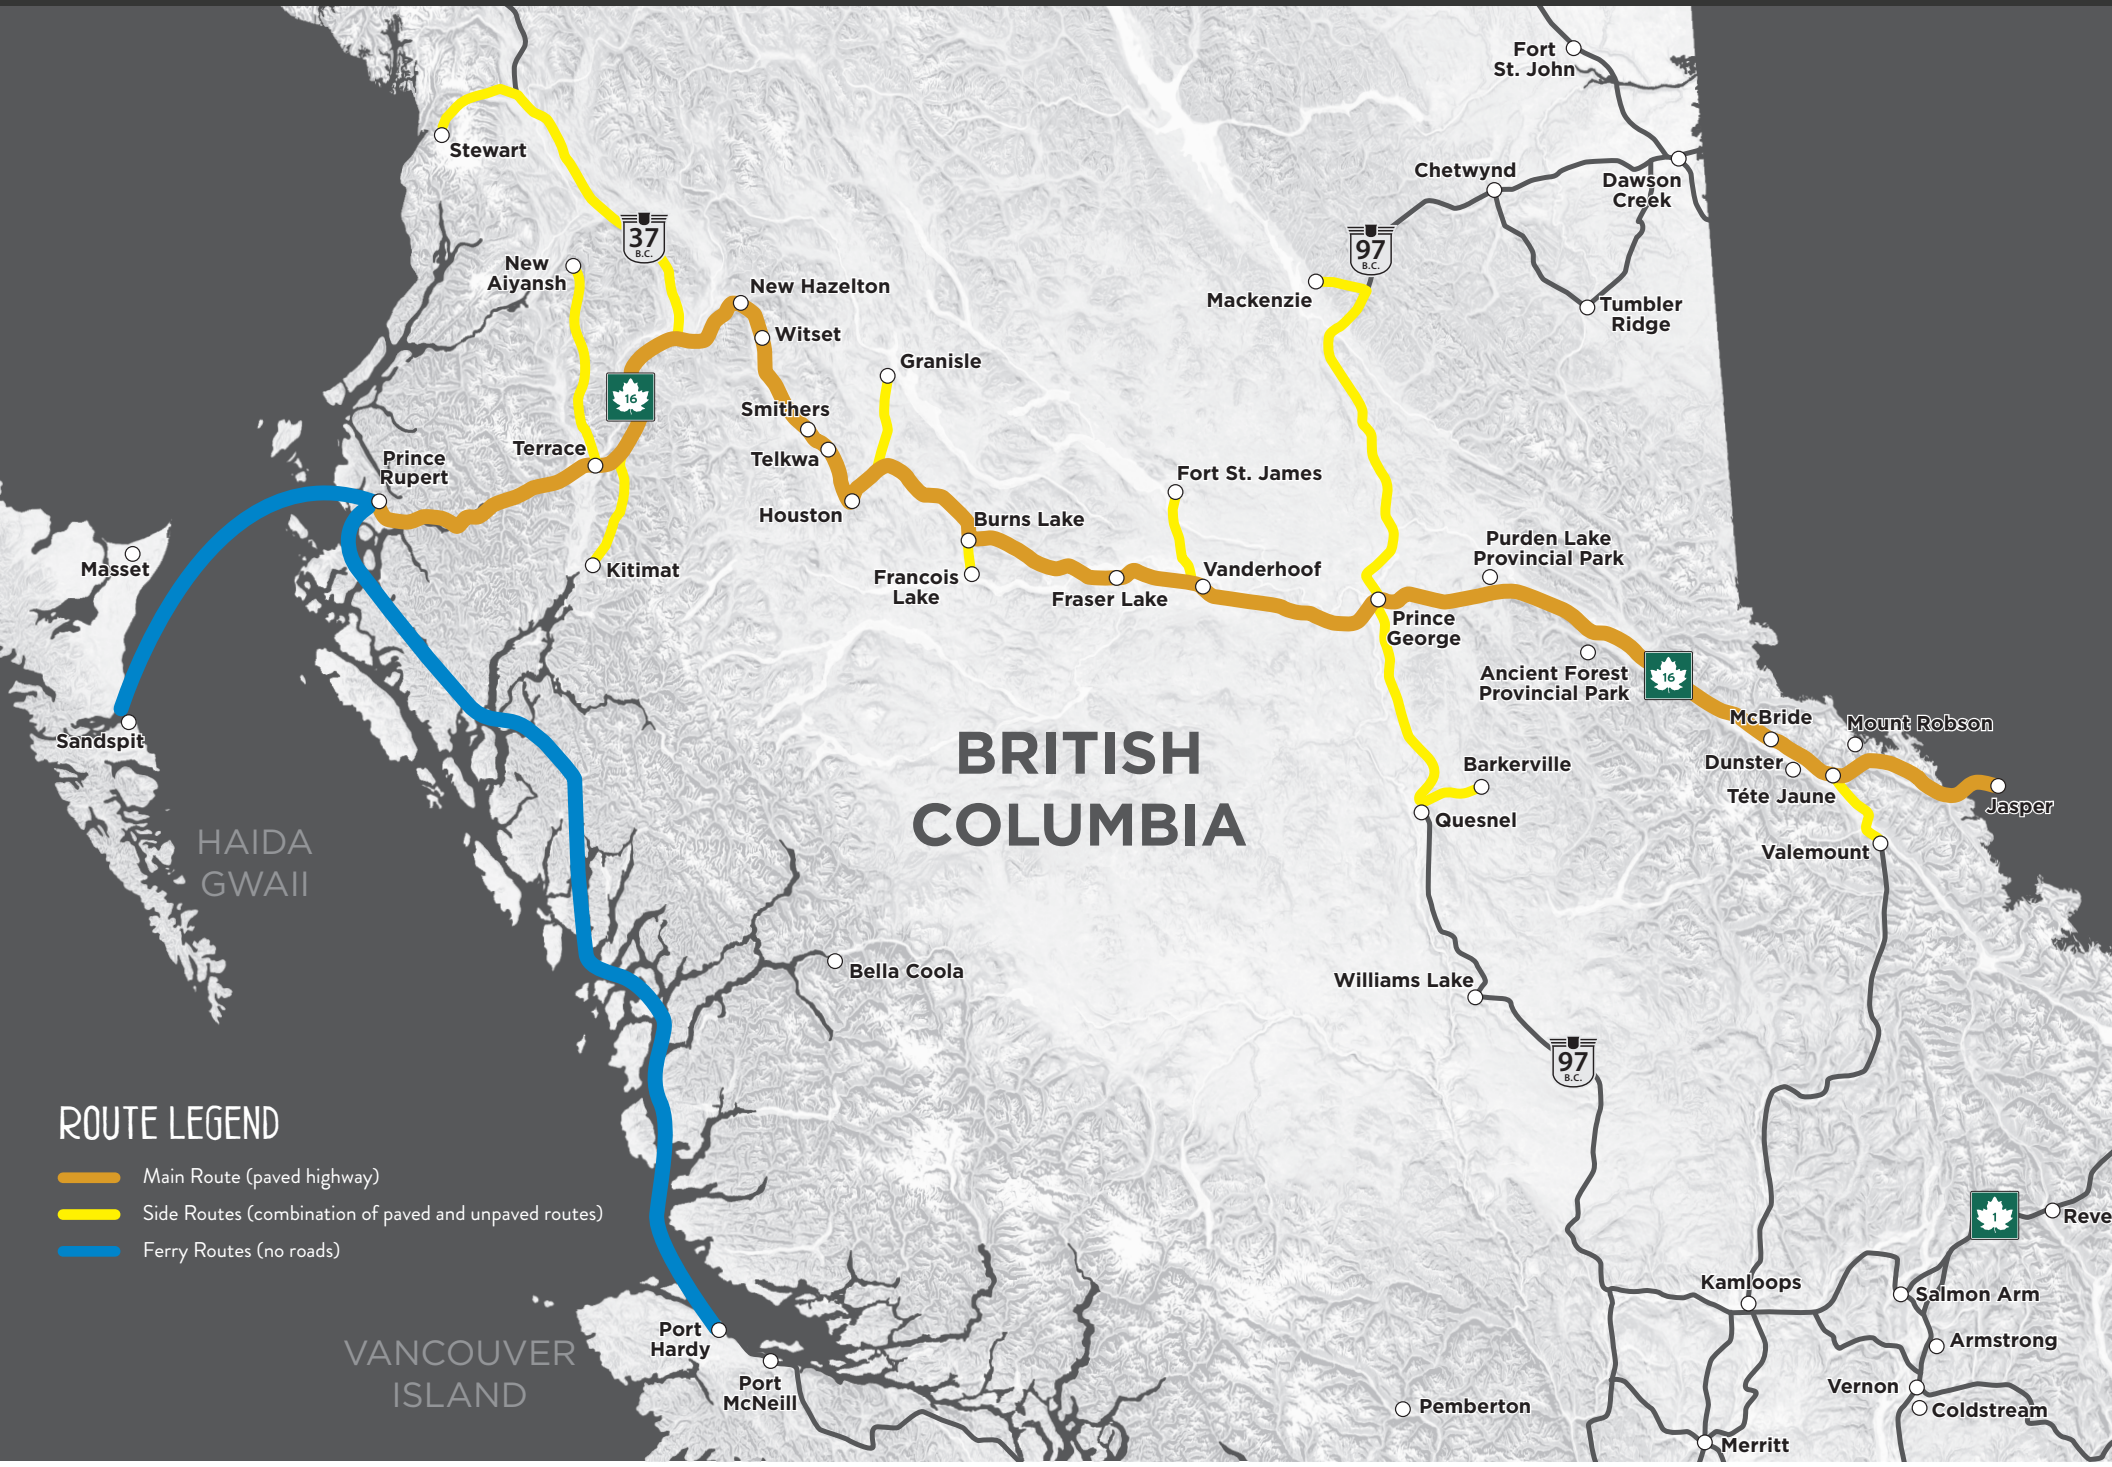 Fort
St. John
Stewart
Chetwynd
Dawson
Creek
37
B.C.
97
B.C.
New
Aiyansh
New Hazelton
Mackenzie
Tumbler
Ridge
Witset
Granisle
16
Smithers
Terrace
Telkwa
Prince
Rupert
Fort St. James
Houston
Burns Lake
Purden Lake
Provincial Park
Masset
Kitimat
Francois
Lake
Fraser Lake
Vanderhoof
Prince
George
Ancient Forest
Provincial Park
16
McBride
Mount Robson
Sandspit
BRITISH
COLUMBIA
Barkerville
Dunster
Téte Jaune
Jasper
Quesnel
Valemount
HAIDA
GWAII
Bella Coola
Williams Lake
97
B.C.
ROUTE LEGEND
Main Route (paved highway)
Side Routes (combination of paved and unpaved routes)
Ferry Routes (no roads)
1
Reve
Kamloops
Salmon Arm
Port
Hardy
Armstrong
VANCOUVER
ISLAND
Port
McNeill
Vernon
Pemberton
Coldstream
Merritt